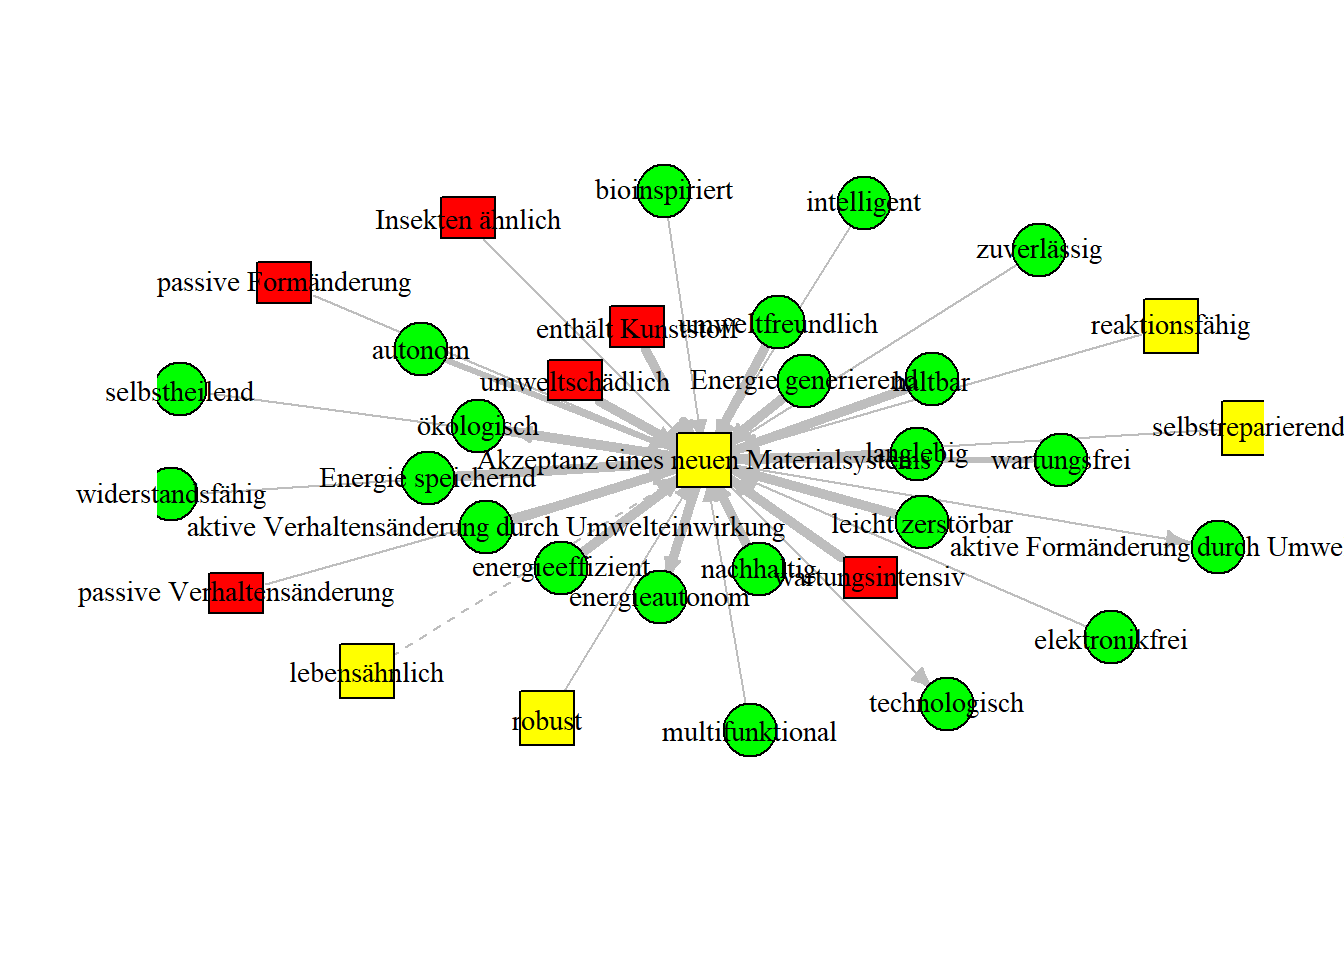 bioinspiriert
intelligent
Insekten ähnlich
zuverlässig
passive Formänderung
enthält Kunststoff
umweltfreundlich
reaktionsfähig
autonom
umweltschädlich
Energie generierend
haltbar
selbstheilend
ökologisch
selbstreparierend
langlebig
Akzeptanz eines neuen Materialsystems
wartungsfrei
Energie speichernd
widerstandsfähig
aktive Verhaltensänderung durch Umwelteinwirkung
leicht zerstörbar
aktive Formänderung durch Umwe
energieeffizient
nachhaltig
wartungsintensiv
passive Verhaltensänderung
energieautonom
elektronikfrei
lebensähnlich
technologisch
robust
multifunktional